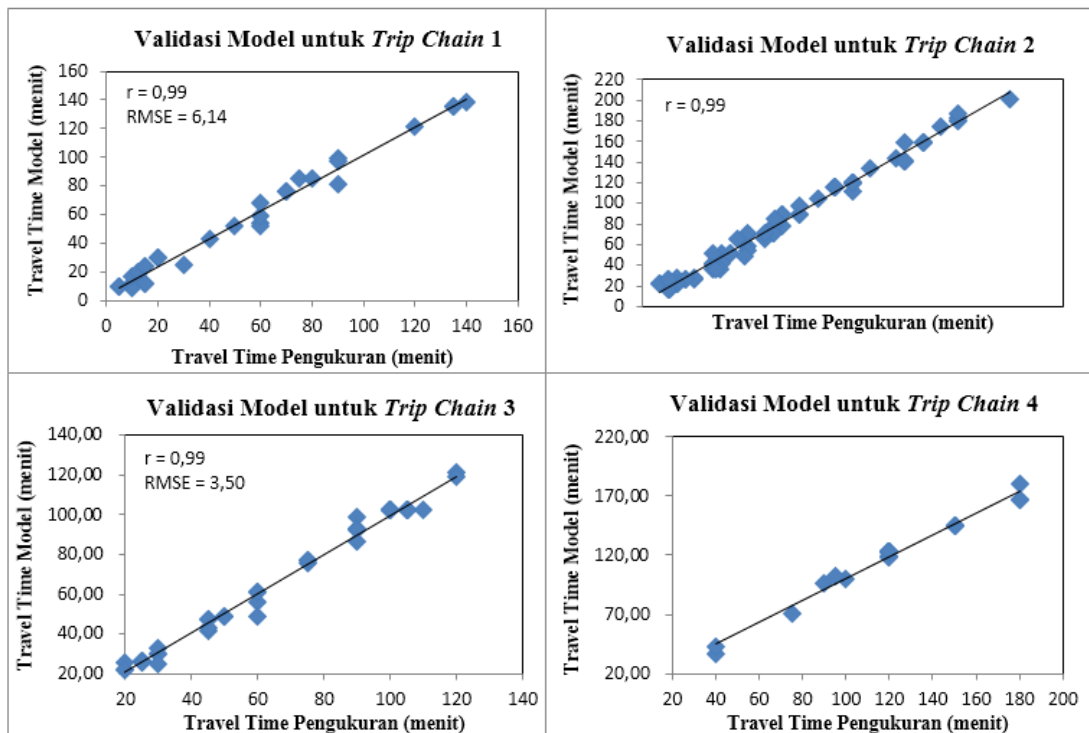 Validasi Model untuk Trip Chain 1
Travel Time Model (menit)
160
140
120
100
80
60
40
20
0
r = 0,99
RMSE = 6,14
0 20 40 60 80 100 120 140 160
Travel Time Pengukuran (menit)
Validasi Model untuk Trip Chain 2
Travel Time Model (menit)
220
200
180
160
140
120
100
80
60
40
20
0
r = 0,99
Travel Time Pengukuran (menit)
Validasi Model untuk Trip Chain 3
Travel Time Model (menit)
140,00
120,00
100,00
80,00
60,00
40,00
20,00
r = 0,99
RMSE = 3,50
20 40 60 80 100 120 140
Travel Time Pengukuran (menit)
Validasi Model untuk Trip Chain 4
Travel Time Model (menit)
220,00
170,00
120,00
70,00
20,00
20 40 60 80 100 120 140 160 180 200
Travel Time Pengukuran (menit)